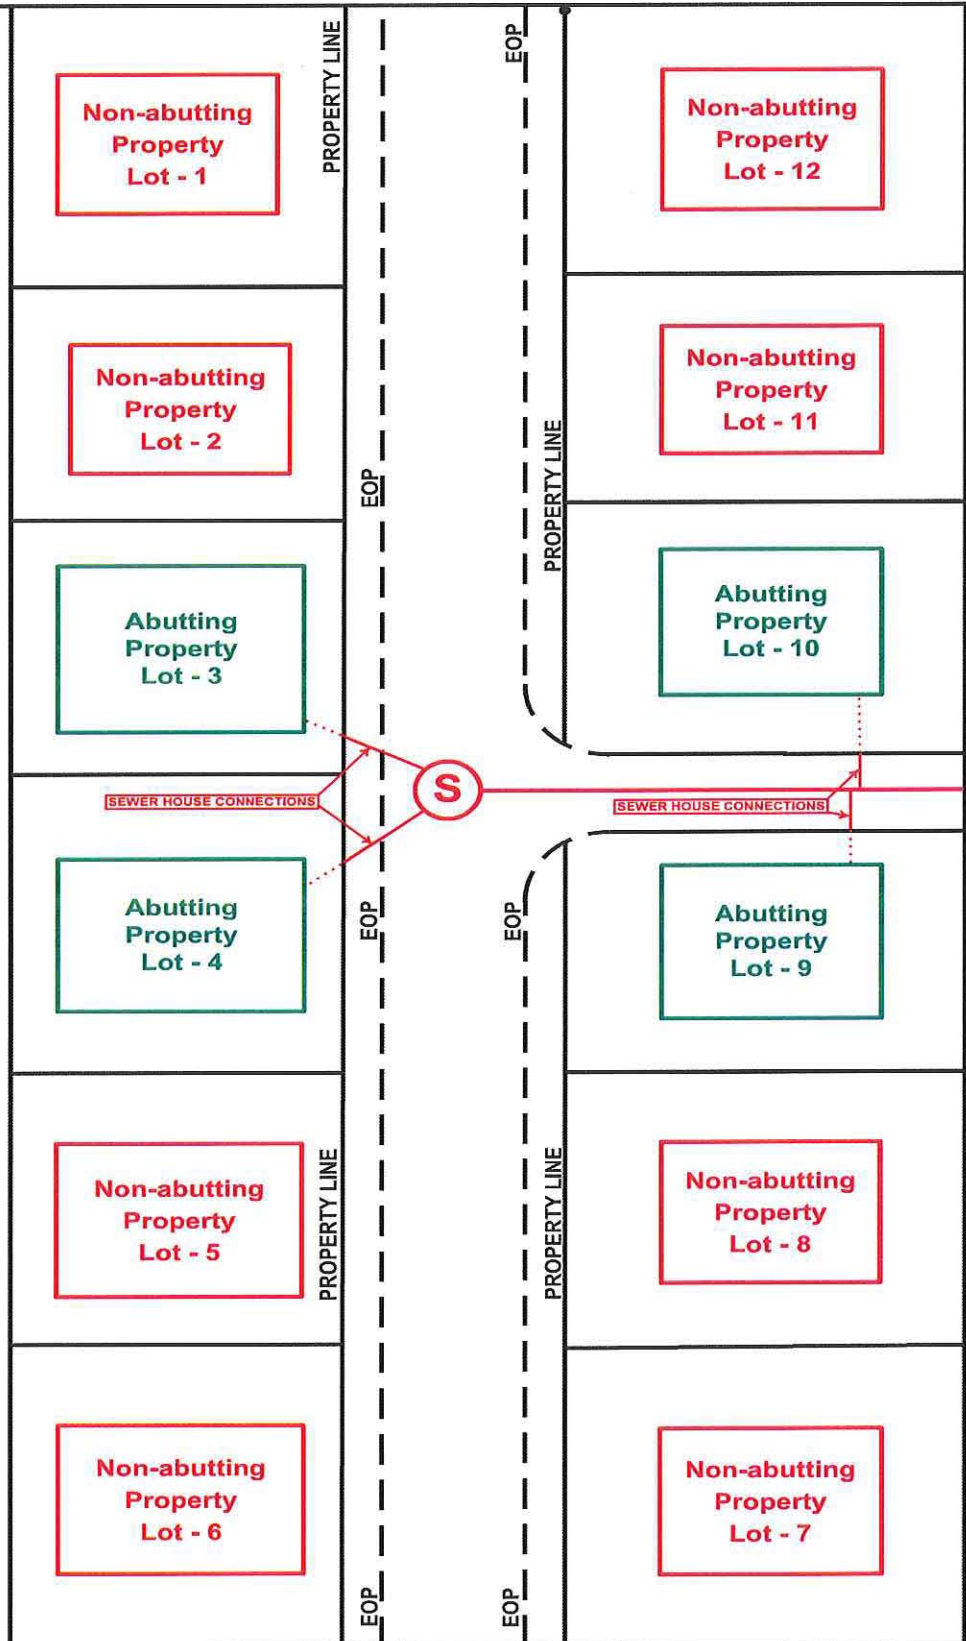 PROPERTY LINE
EOP
Non-abutting
Property
Lot - 1
Non-abutting
Property
Lot - 12
Non-abutting
Property
Lot - 2
Non-abutting
Property
Lot - 11
EOP
PROPERTY LINE
Abutting
Property
Lot - 3
Abutting
Property
Lot - 10
S
SEWER HOUSE CONNECTIONS
SEWER HOUSE CONNECTIONS
Abutting
Property
Lot - 4
EOP
EOP
Abutting
Property
Lot - 9
Non-abutting
Property
Lot - 5
PROPERTY LINE
PROPERTY LINE
Non-abutting
Property
Lot - 8
Non-abutting
Property
Lot - 6
Non-abutting
Property
Lot - 7
EOP
EOP